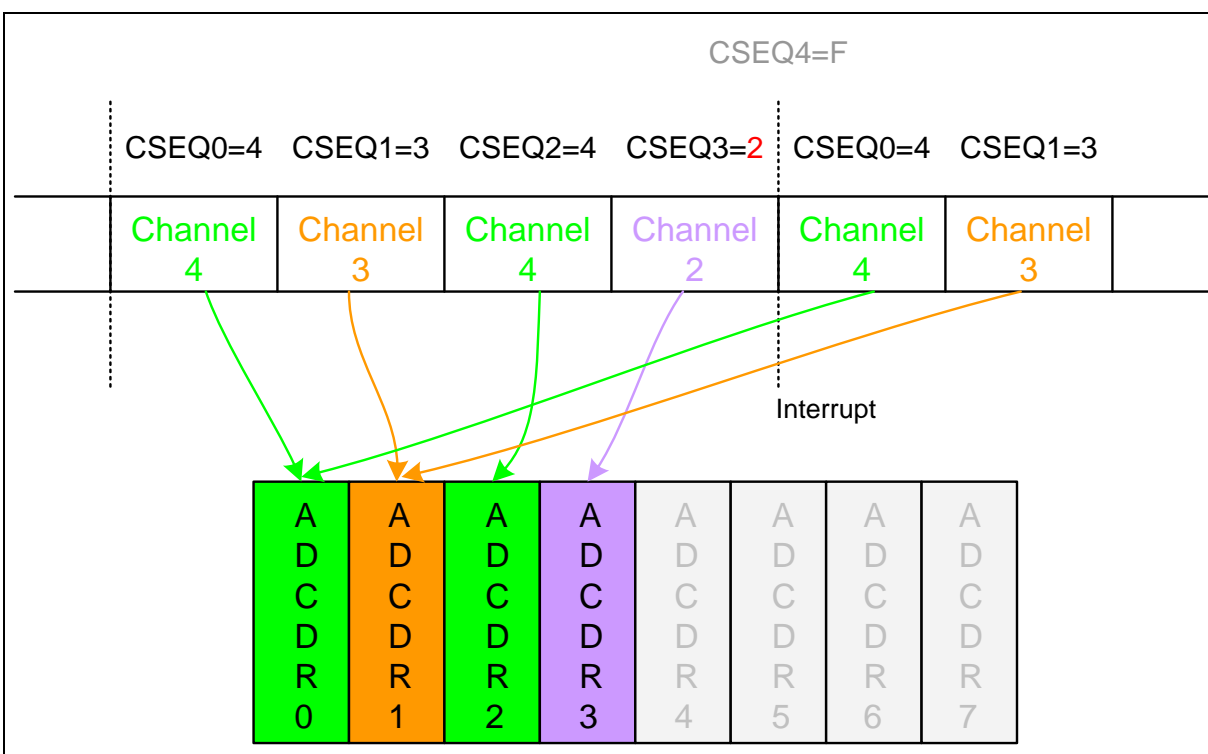 CSEQ4=F
CSEQ0=4 CSEQ1=3 CSEQ2=4 CSEQ3=2 CSEQ0=4 CSEQ1=3
Channel 4
Channel 3
Channel 4
Channel 2
Channel 4
Channel 3
Interrupt
ADCDR0
ADCDR1
ADCDR2
ADCDR3
ADCDR4
ADCDR5
ADCDR6
ADCDR7